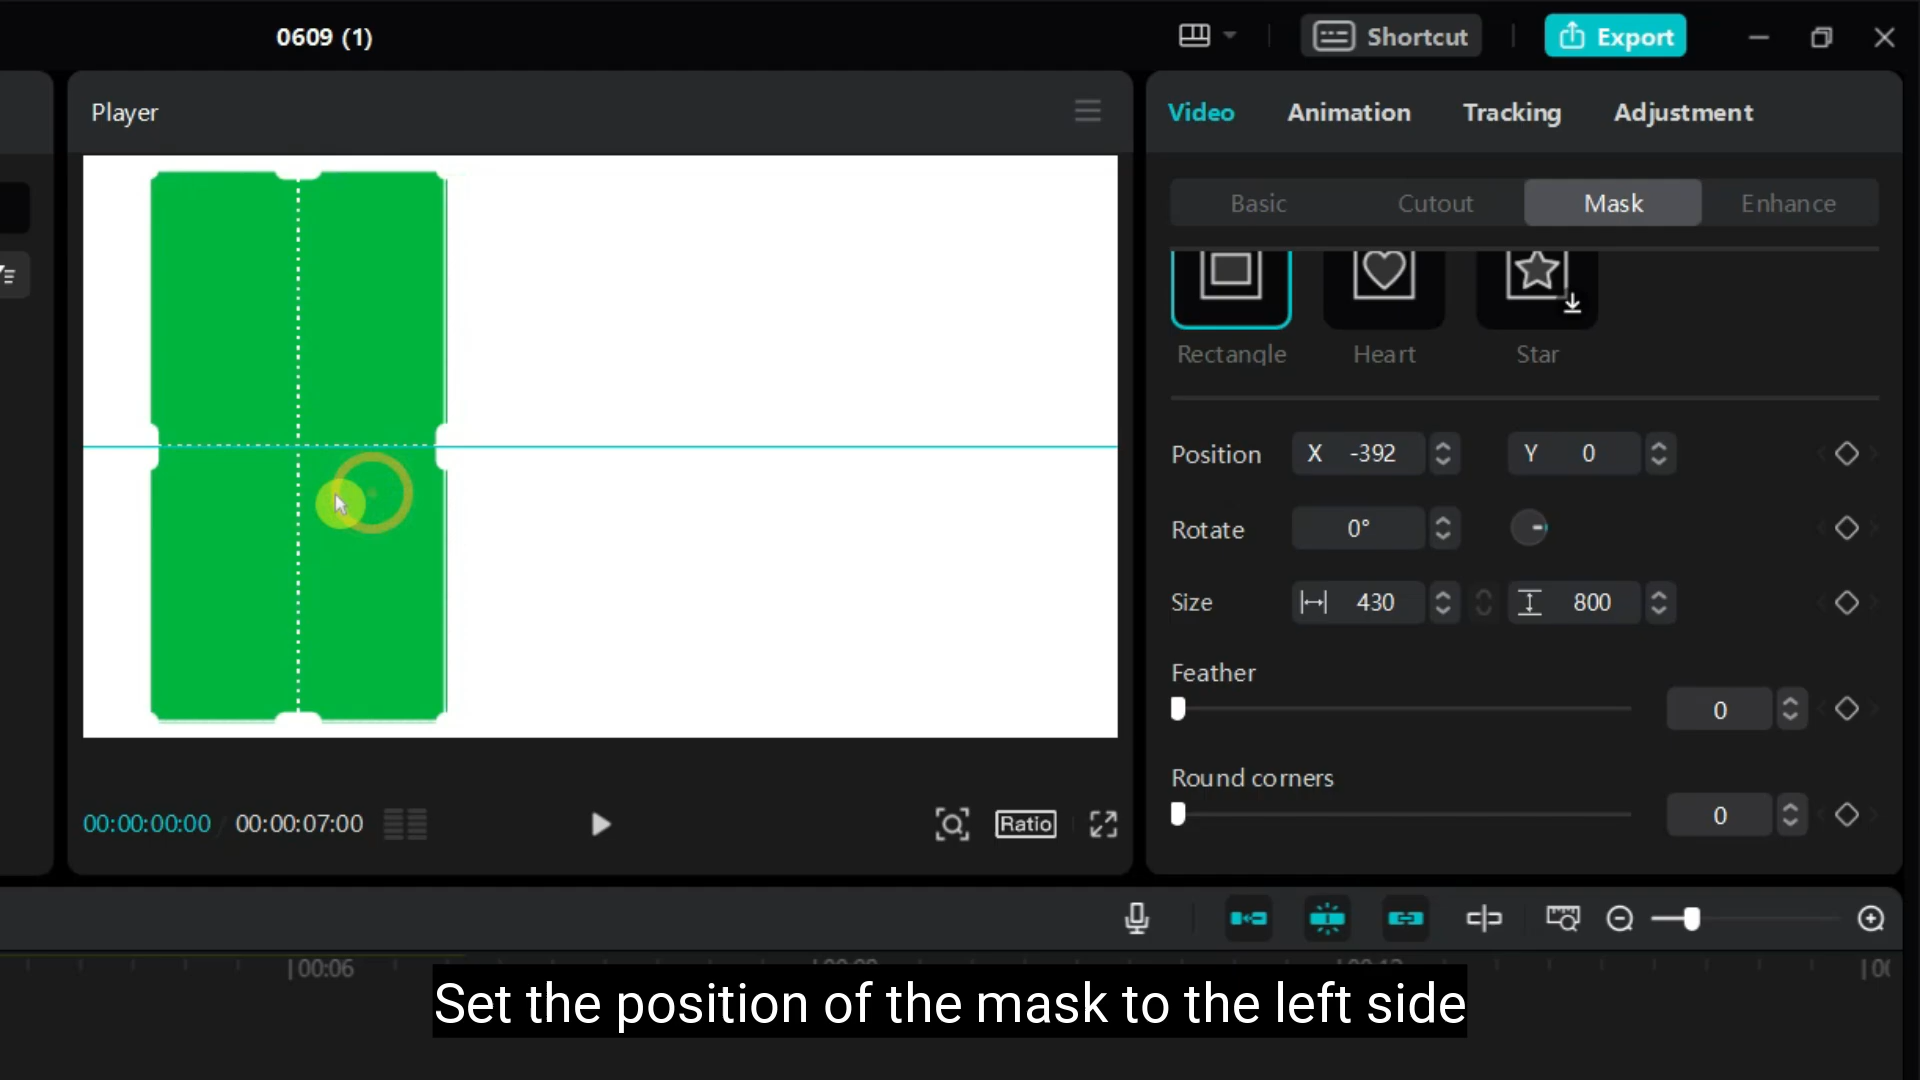 0609 (1)
Shortcut
Export
Player
Video Animation Tracking Adjustment
Basic Cutout Mask Enhance
Rectangle Heart Star
Position X -392 Y 0
Rotate 0°
Size 430 800
Feather
0
Round corners
0
00:00:00:00 / 00:00:07:00
Ratio
00:06
Set the position of the mask to the left side